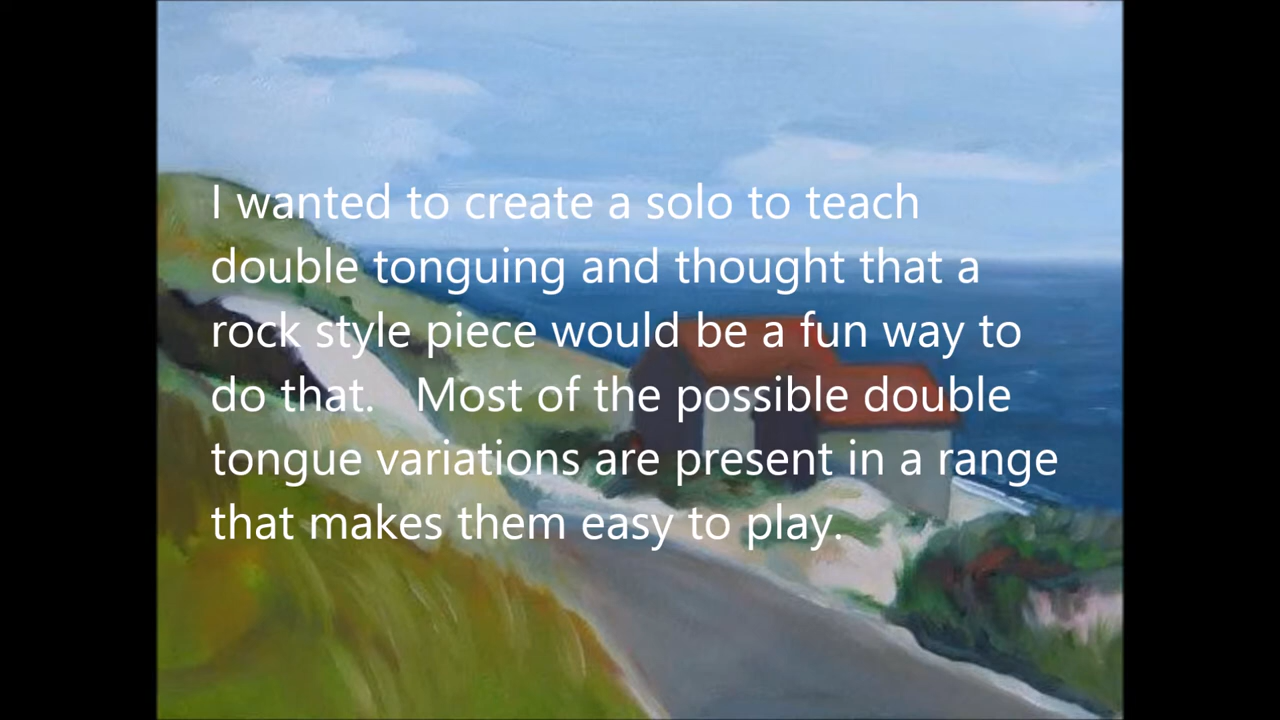 I wanted to create a solo to teach
double tonguing and thought that a
rock style piece would be a fun way to
do that.   Most of the possible double
tongue variations are present in a range
that makes them easy to play.